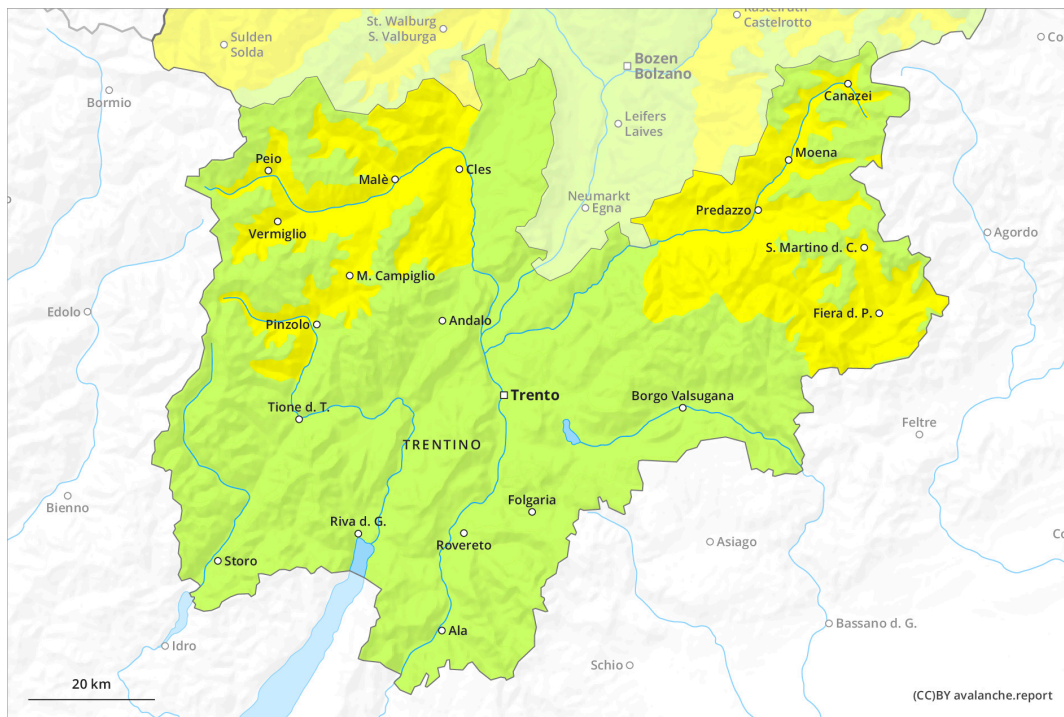 St. Walburg
S. Valburga
Kastelruth
Castelrotto
Sulden
Solda
Bozen
Bolzano
Bormio
Canazei
Leifers
Laives
Peio
Malè
Cles
Moena
Neumarkt
Egna
Predazzo
Vermiglio
S. Martino d. C.
Agordo
M. Campiglio
Edolo
Pinzolo
Andalo
Fiera d. P.
Trento
Borgo Valsugana
Tione d. T.
Feltre
TRENTINO
Bienno
Folgaria
Riva d. G.
Rovereto
Asiago
Storo
Ala
Bassano d. G.
Idro
Schio
20 km
(CC)BY avalanche.report